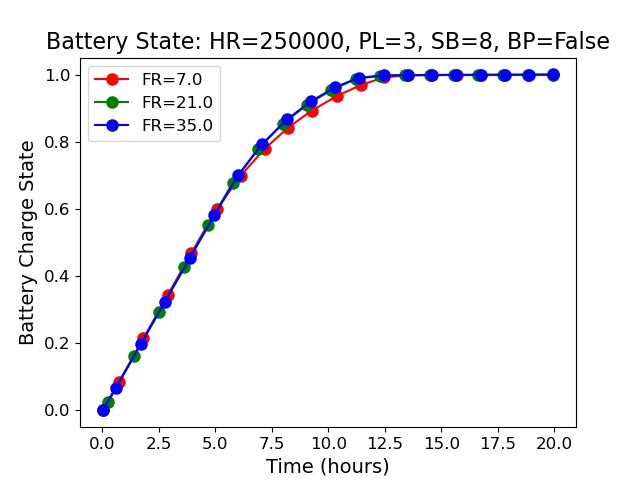 Battery State: HR=250000, PL=3, SB=8, BP=False
FR=7.0
FR=21.0
FR=35.0
Battery Charge State
1.0
0.8
0.6
0.4
0.2
0.0
0.0 2.5 5.0 7.5 10.0 12.5 15.0 17.5 20.0
Time (hours)